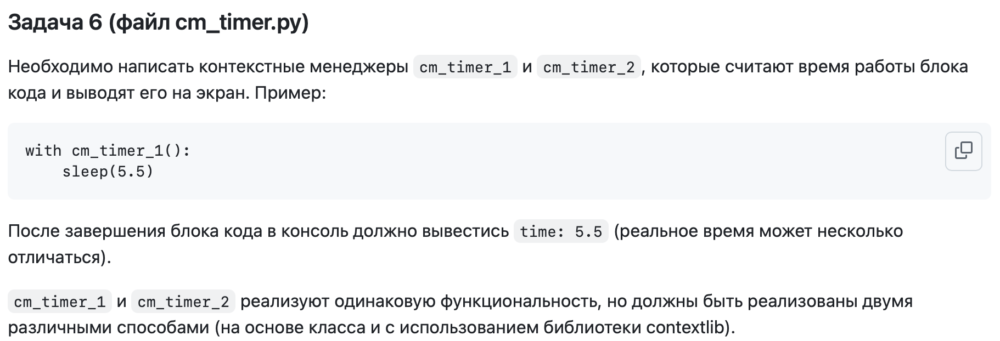 Задача 6 (файл cm_timer.py)
Необходимо написать контекстные менеджеры cm_timer_1 и cm_timer_2, которые считают время работы блока
кода и выводят его на экран. Пример:
with cm_timer_1():
    sleep(5.5)
После завершения блока кода в консоль должно вывестись time: 5.5 (реальное время может несколько
отличаться).
cm_timer_1 и cm_timer_2 реализуют одинаковую функциональность, но должны быть реализованы двумя
различными способами (на основе класса и с использованием библиотеки contextlib).